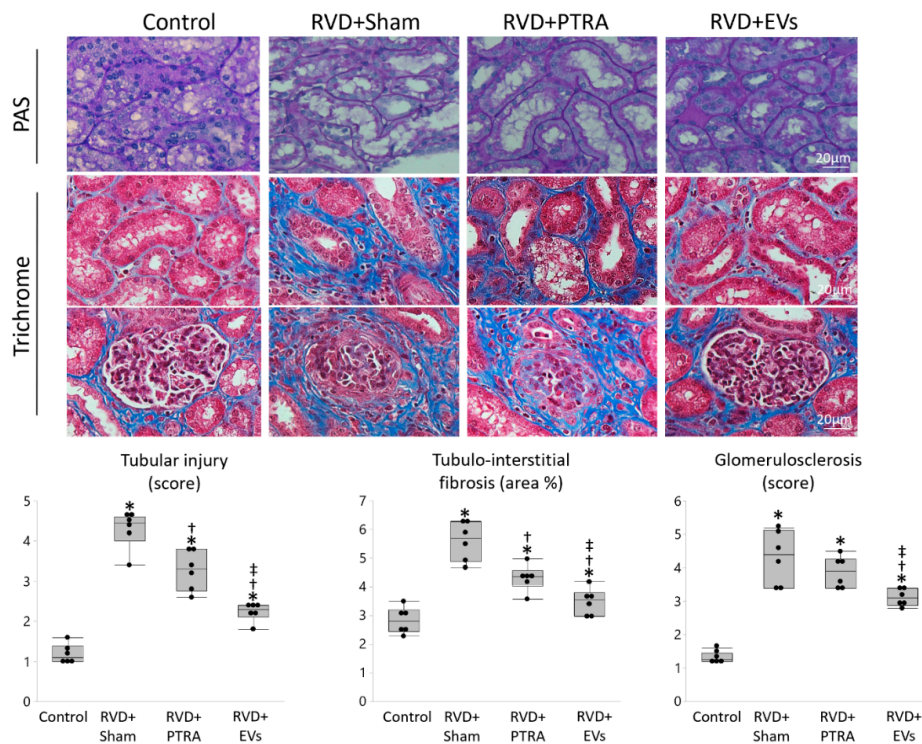 Control RVD+Sham RVD+PTRA RVD+EVs
PAS
20μm
Trichrome
20μm
20μm
Tubular injury
(score)
5
4
3
2
1
0
*
†
*
‡
†
*
Control RVD+ RVD+ RVD+
Sham PTRA EVs
Tubulo-interstitial
fibrosis (area %)
7
6
5
4
3
2
1
0
*
†
*
‡
†
*
Control RVD+ RVD+ RVD+
Sham PTRA EVs
Glomerulosclerosis
(score)
6
5
4
3
2
1
0
*
*
‡
†
*
Control RVD+ RVD+ RVD+
Sham PTRA EVs